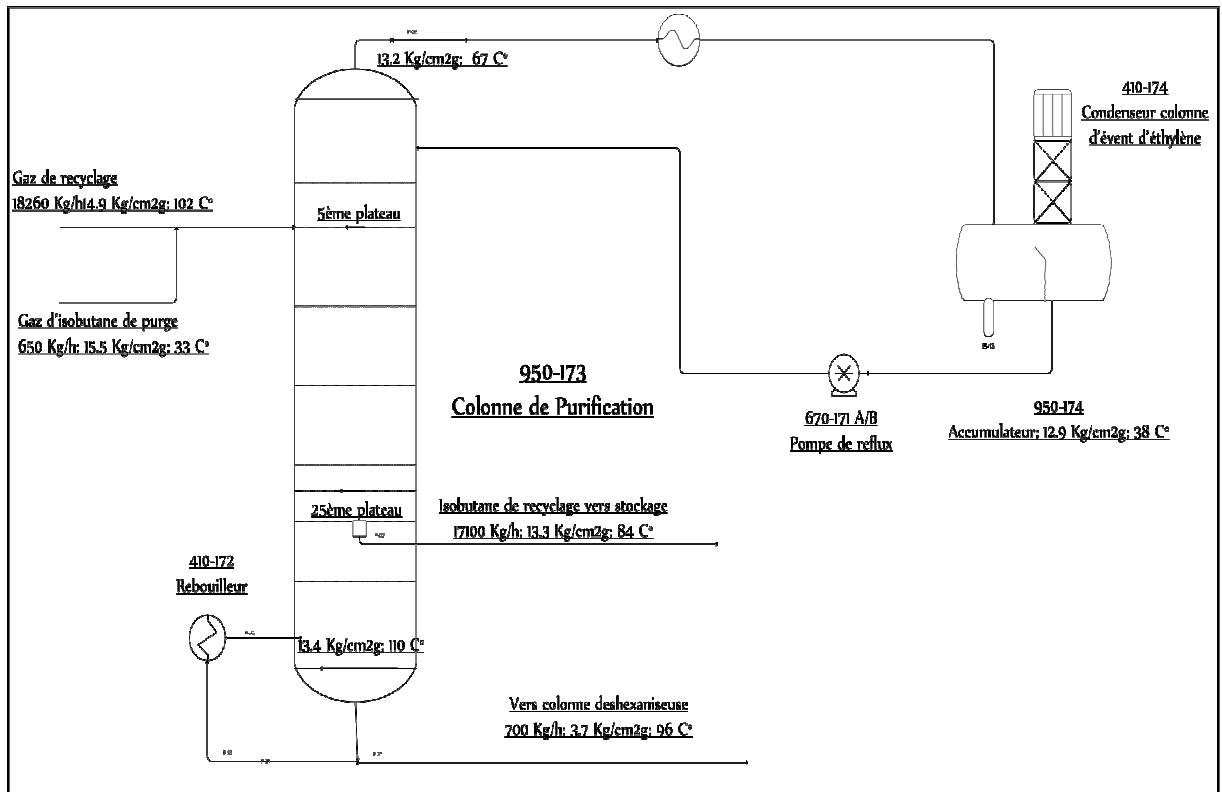 13.2 Kg/cm2g; 67 C°
410-174
Condenseur colonne
d'évent d'éthylène
Gaz de recyclage
18260 Kg/h14.9 Kg/cm2g; 102 C°
5ème plateau
Gaz d'isobutane de purge
650 Kg/h; 15.5 Kg/cm2g; 33 C°
950-173
Colonne de Purification
670-171 A/B
Pompe de reflux
950-174
Accumulateur; 12.9 Kg/cm2g; 38 C°
25ème plateau
Isobutane de recyclage vers stockage
17100 Kg/h; 13.3 Kg/cm2g; 84 C°
410-172
Rebouilleur
13.4 Kg/cm2g; 110 C°
Vers colonne deshexaniseuse
700 Kg/h; 3.7 Kg/cm2g; 96 C°